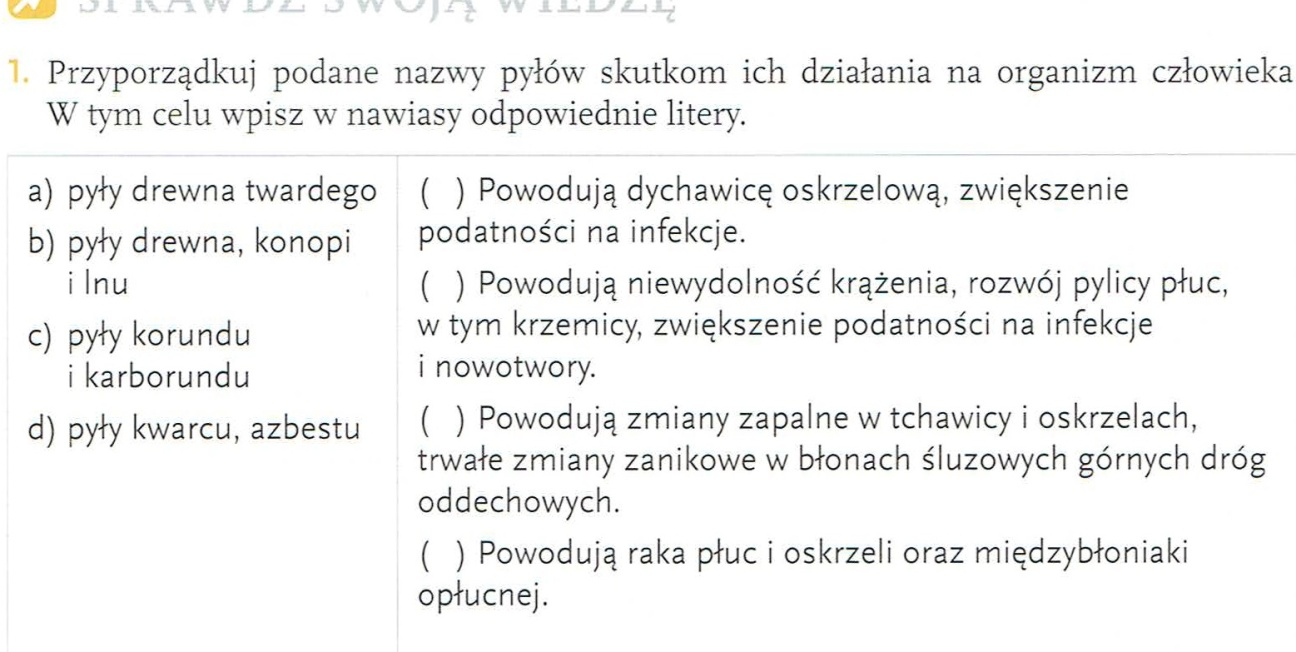 SPRAWDŹ SWOJĄ WIEDZĘ
1. Przyporządkuj podane nazwy pyłów skutkom ich działania na organizm człowieka
W tym celu wpisz w nawiasy odpowiednie litery.
a) pyły drewna twardego
b) pyły drewna, konopi
i lnu
c) pyły korundu
i karborundu
d) pyły kwarcu, azbestu
( ) Powodują dychawicę oskrzelową, zwiększenie
podatności na infekcje.
( ) Powodują niewydolność krążenia, rozwój pylicy płuc,
w tym krzemicy, zwiększenie podatności na infekcje
i nowotwory.
( ) Powodują zmiany zapalne w tchawicy i oskrzelach,
trwałe zmiany zanikowe w błonach śluzowych górnych dróg
oddechowych.
( ) Powodują raka płuc i oskrzeli oraz międzybłoniaki
opłucnej.